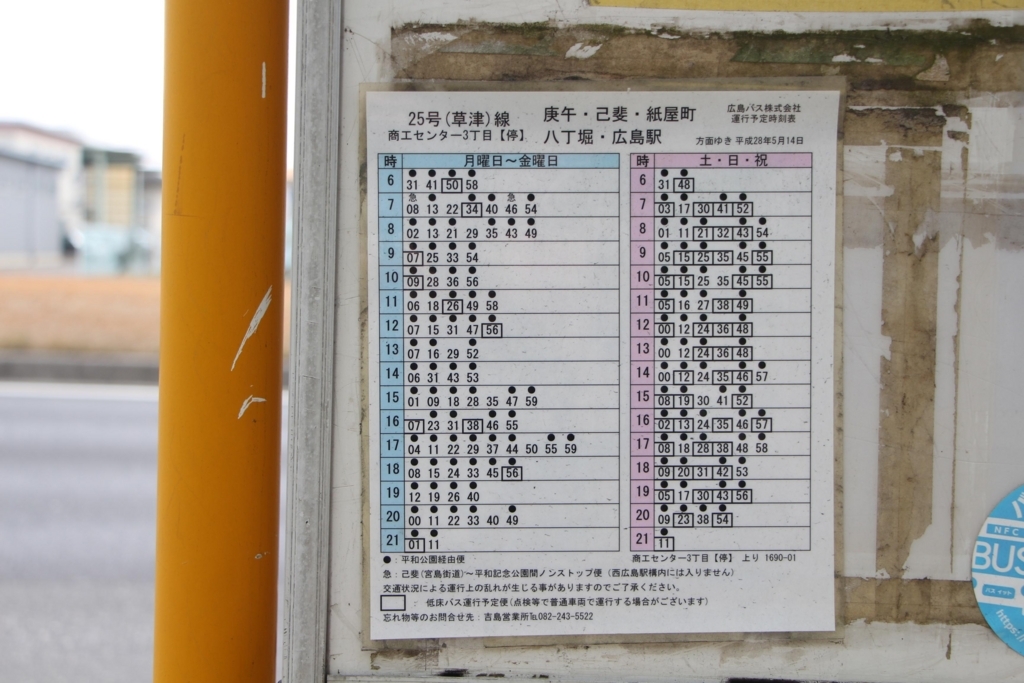 25号(草津)線 庚午・己斐・紙屋町 広島バス株式会社
運行予定時刻表
商工センター3丁目【停】 八丁堀・広島駅 方面ゆき 平成28年5月14日
時 月曜日～金曜日 時 土・日・祝
6 31 41 50 58 6 31 48
急 急
7 08 13 22 34 40 46 54 7 03 17 30 41 52
8 02 13 21 29 35 43 49 8 01 11 21 32 43 54
9 07 25 33 54 9 05 15 25 35 45 55
10 09 28 36 56 10 05 15 25 35 45 55
11 06 18 26 49 58 11 05 16 27 38 49
12 07 15 31 47 56 12 00 12 24 36 48
13 07 16 29 52 13 00 12 24 36 48
14 06 31 43 53 14 00 12 24 35 46 57
15 01 09 18 28 35 47 59 15 08 19 30 41 52
16 07 23 31 38 46 55 16 02 13 24 35 46 57
17 04 11 22 29 37 44 50 55 59 17 08 18 28 38 48 58
18 08 15 24 33 45 56 18 09 20 31 42 53
19 12 19 26 40 19 05 17 30 43 56
20 00 11 22 33 40 49 20 09 23 38 54
21 01 11 21 11
●：平和公園経由便 商工センター3丁目【停】 上り 1690-01
急：己斐(宮島街道)～平和記念公園間ノンストップ便 (西広島駅構内には入りません)
交通状況による運行上の乱れが生じる事がありますのでご了承ください。
：低床バス運行予定便(点検等で普通車両で運行する場合がございます)
忘れ物等のお問合せ先：吉島営業所℡082-243-5522
NFC
BUS
バスイット
https:/